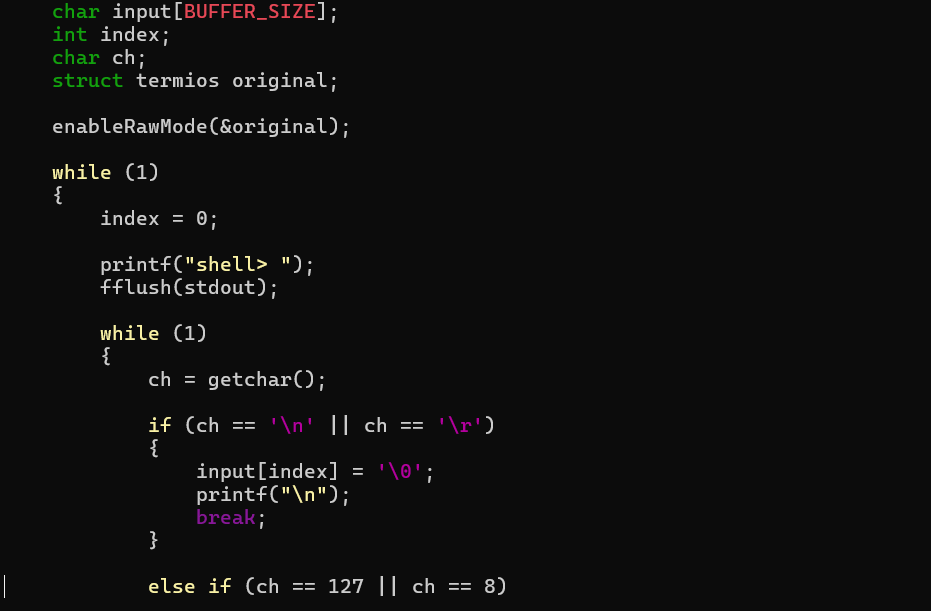 char input[BUFFER_SIZE];
int index;
char ch;
struct termios original;
enableRawMode(&original);
while (1)
{
index = 0;
printf("shell> ");
fflush(stdout);
while (1)
{
ch = getchar();
if (ch == '\n' || ch == '\r')
{
input[index] = '\0';
printf("\n");
break;
}
else if (ch == 127 || ch == 8)